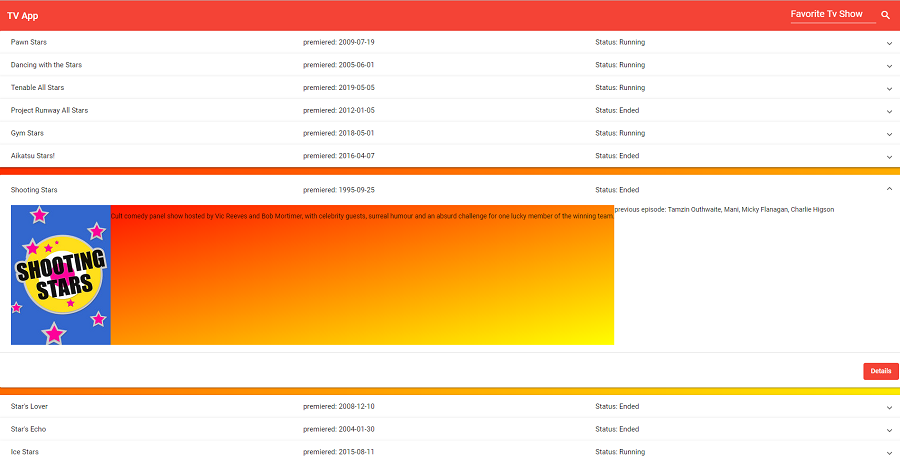 TV App Favorite Tv Show
Pawn Stars premiered: 2009-07-19 Status: Running
Dancing with the Stars premiered: 2005-06-01 Status: Running
Tenable All Stars premiered: 2019-05-05 Status: Running
Project Runway All Stars premiered: 2012-01-05 Status: Ended
Gym Stars premiered: 2018-05-01 Status: Running
Aikatsu Stars! premiered: 2016-04-07 Status: Ended
Shooting Stars premiered: 1995-09-25 Status: Ended
SHOOTING
STARS
Cult comedy panel show hosted by Vic Reeves and Bob Mortimer, with celebrity guests, surreal humour and an absurd challenge for one lucky member of the winning team.
previous episode: Tamzin Outhwaite, Mani, Micky Flanagan, Charlie Higson
Details
Star's Lover premiered: 2008-12-10 Status: Ended
Star's Echo premiered: 2004-01-30 Status: Ended
Ice Stars premiered: 2015-08-11 Status: Running